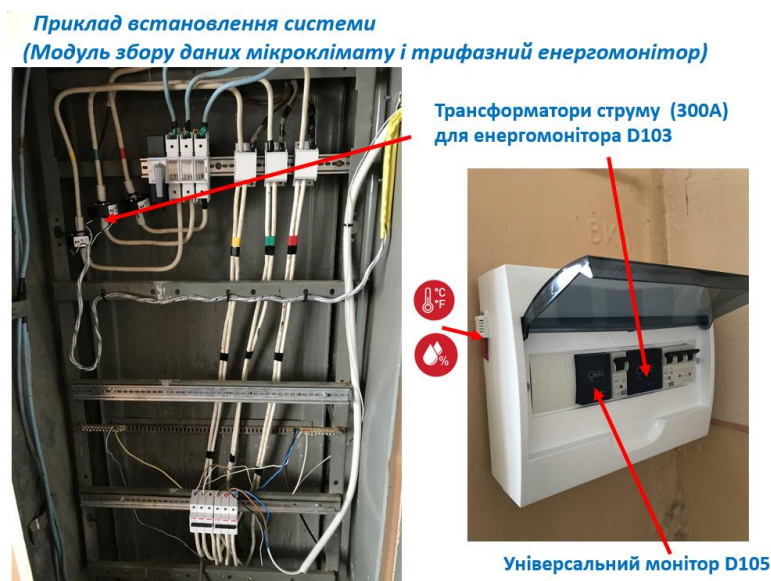 Приклад встановлення системи
(Модуль збору даних мікроклімату і трифазний енергомонітор)
Трансформатори струму (300А)
для енергомонітора D103
°C
°F
%
Універсальний монітор D105